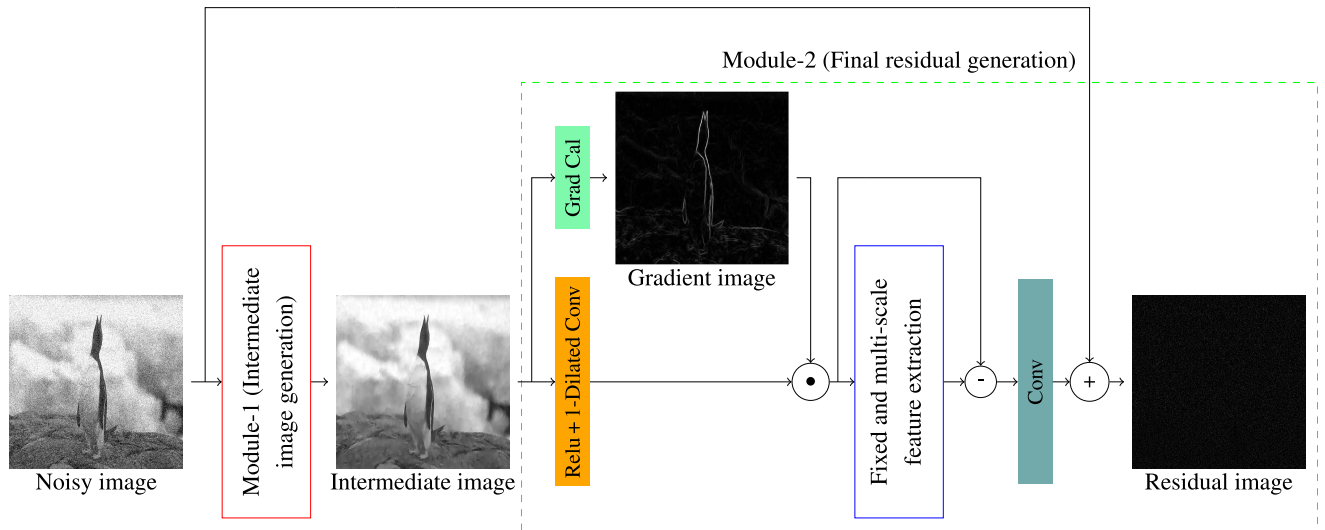 Module-2 (Final residual generation)
Grad Cal
Gradient image
Module-1 (Intermediate
image generation)
Relu + 1-Dilated Conv
Fixed and multi-scale
feature extraction
-
Conv
+
Noisy image
Intermediate image
Residual image